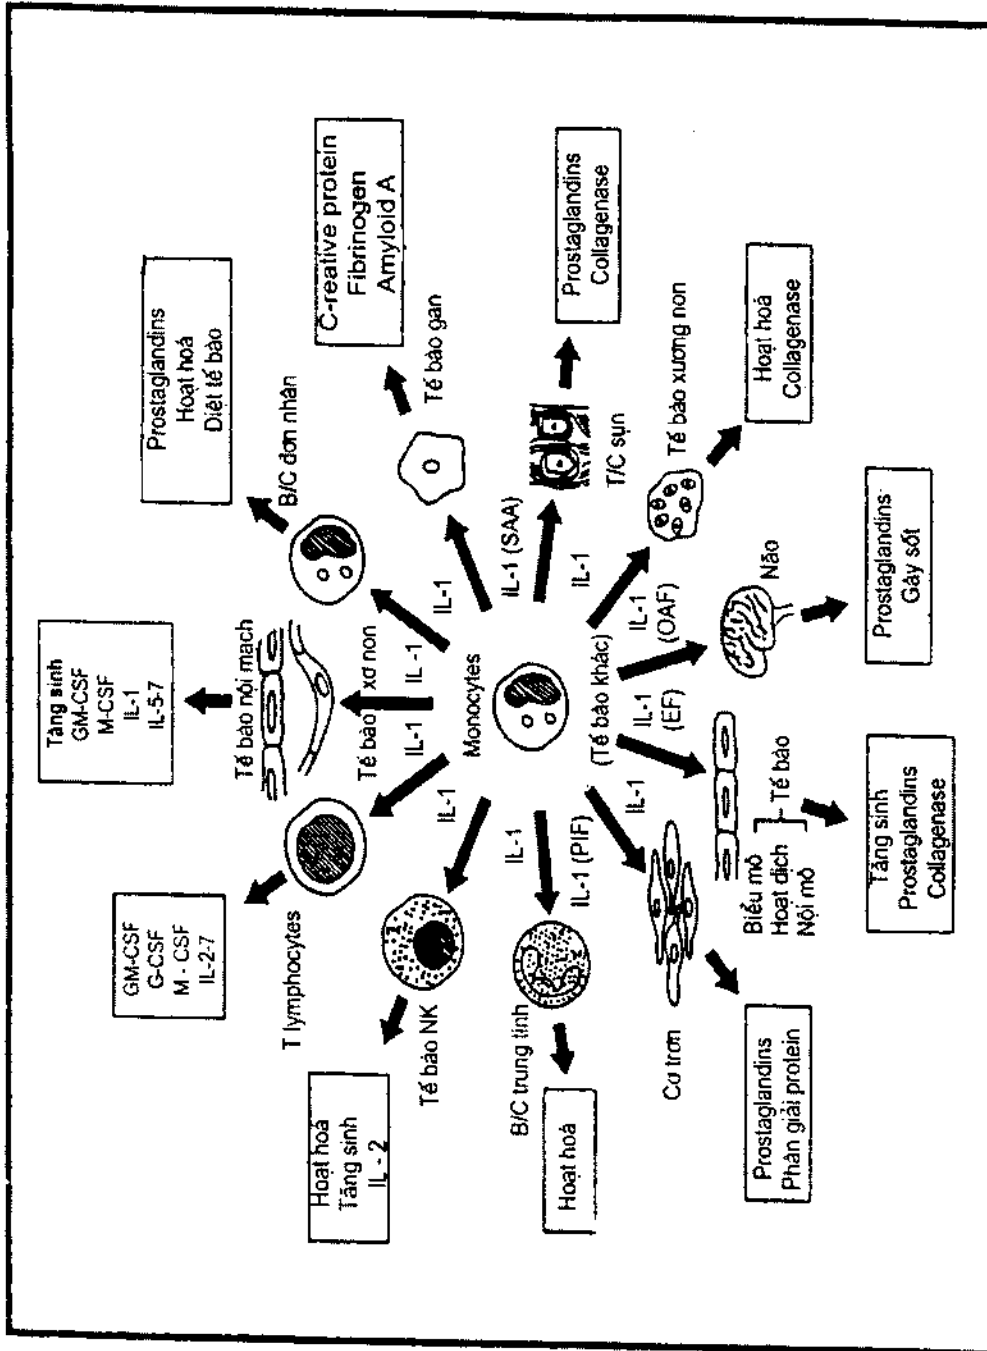 GM-CSF
G-CSF
M - CSF
IL-2-7
T lymphocytes
Tăng sinh
GM-CSF
M-CSF
IL-1
IL-5-7
Tế bào nội mạch
Tế bào xơ non
Prostaglandins
Hoạt hoá
Diệt tế bào
B/C đơn nhân
C-reative protein
Fibrinogen
Amyloid A
Tế bào gan
Hoạt hoá
Tăng sinh
IL - 2
Tế bào NK
IL-1
IL-1
IL -1
IL-1
Monocytes
IL-1
IL-1 (SAA)
B/C trung tính
Hoạt hoá
IL-1 (PIF)
(Tế bào khác)
IL-1
T/C sụn
Prostaglandins
Collagenase
IL-1
IL-1
(EF)
IL-1
(OAF)
Tế bào xương non
Hoạt hoá
Collagenase
Cơ trơn
Prostaglandins
Phân giải protein
Biểu mô
Hoạt dịch
Nội mô
Tế bào
Tăng sinh
Prostaglandins
Collagenase
Não
Prostaglandins
Gây sốt